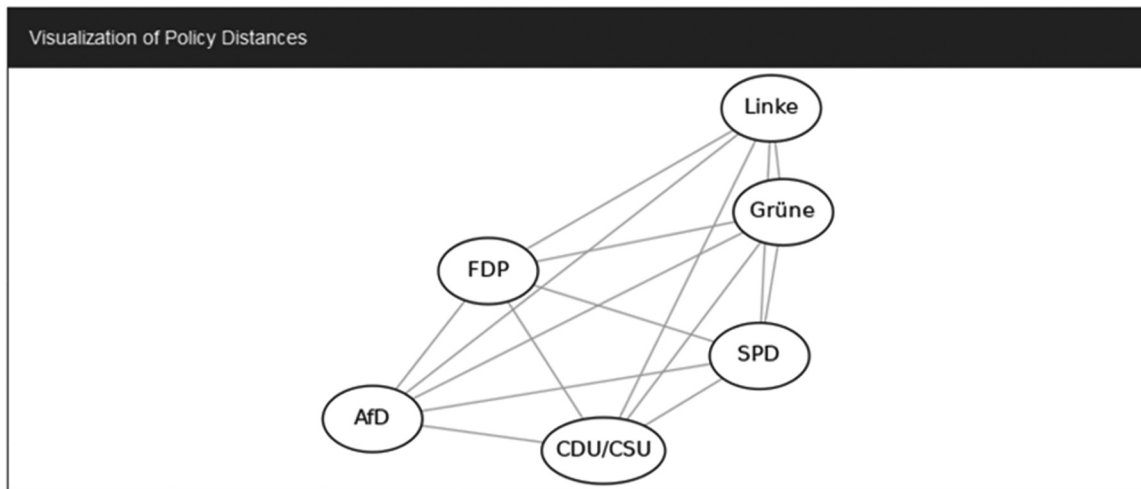 Visualization of Policy Distances
Linke
Grüne
FDP
SPD
AfD
CDU/CSU